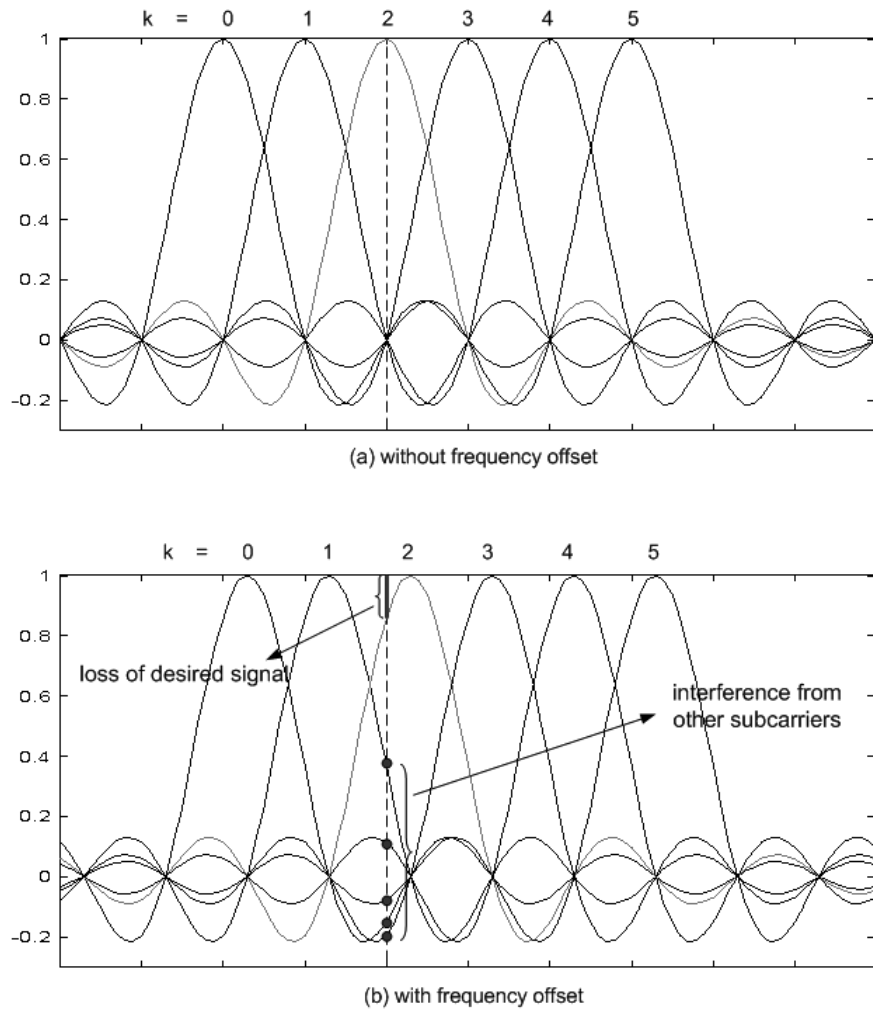 k = 0 1 2 3 4 5
1
0.8
0.6
0.4
0.2
0
-0.2
(a) without frequency offset
k = 0 1 2 3 4 5
1
0.8
loss of desired signal
0.6
interference from
other subcarriers
0.4
0.2
0
-0.2
(b) with frequency offset